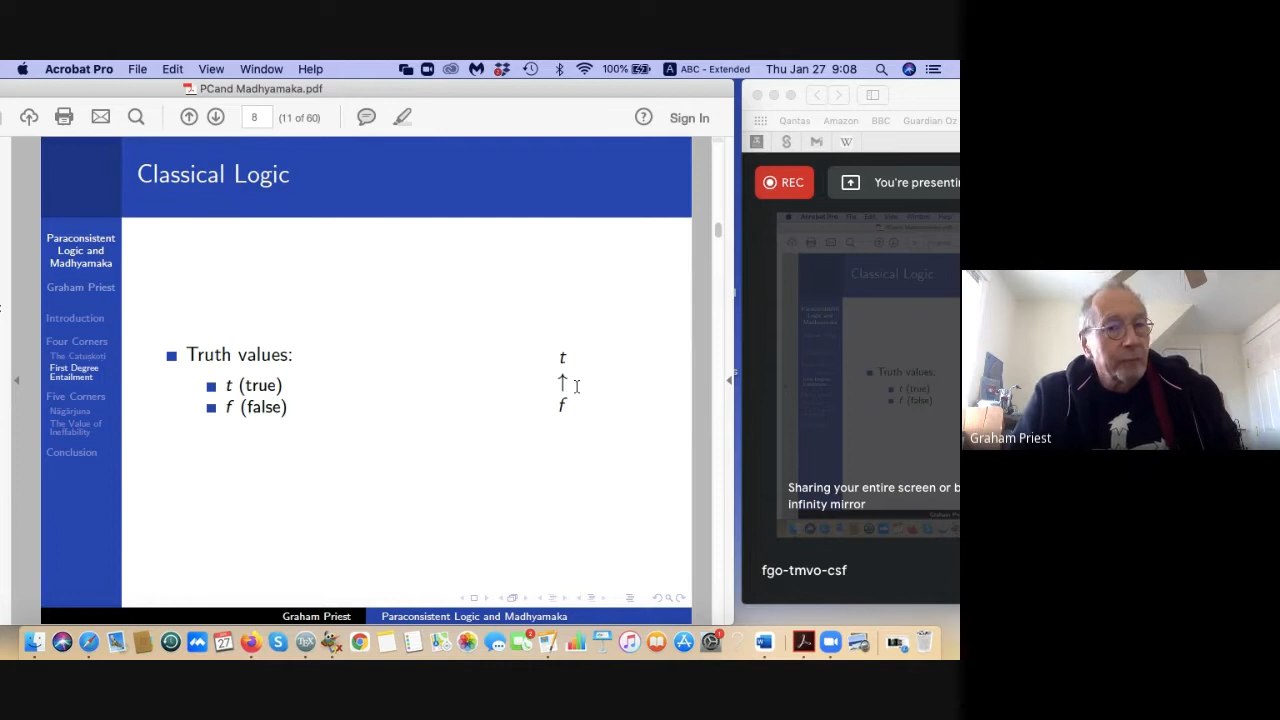 Acrobat Pro File Edit View Window Help 100% A ABC - Extended Thu Jan 27 9:08
PCand Madhyamaka.pdf
8 (11 of 60) Sign In
Qantas Amazon BBC Guardian Oz
REC You're presentin
Classical Logic
Paraconsistent
Logic and
Madhyamaka
Graham Priest
Introduction
Four Corners
The Catuskoti
First Degree
Entailment
Five Corners
Nāgārjuna
The Value of
Ineffability
Conclusion
Truth values:
t (true)
f (false)
t
↑
f
Graham Priest Paraconsistent Logic and Madhyamaka
Classical Logic
Truth values:
t (true)
f (false)
Sharing your entire screen or b
infinity mirror
fgo-tmvo-csf
Graham Priest